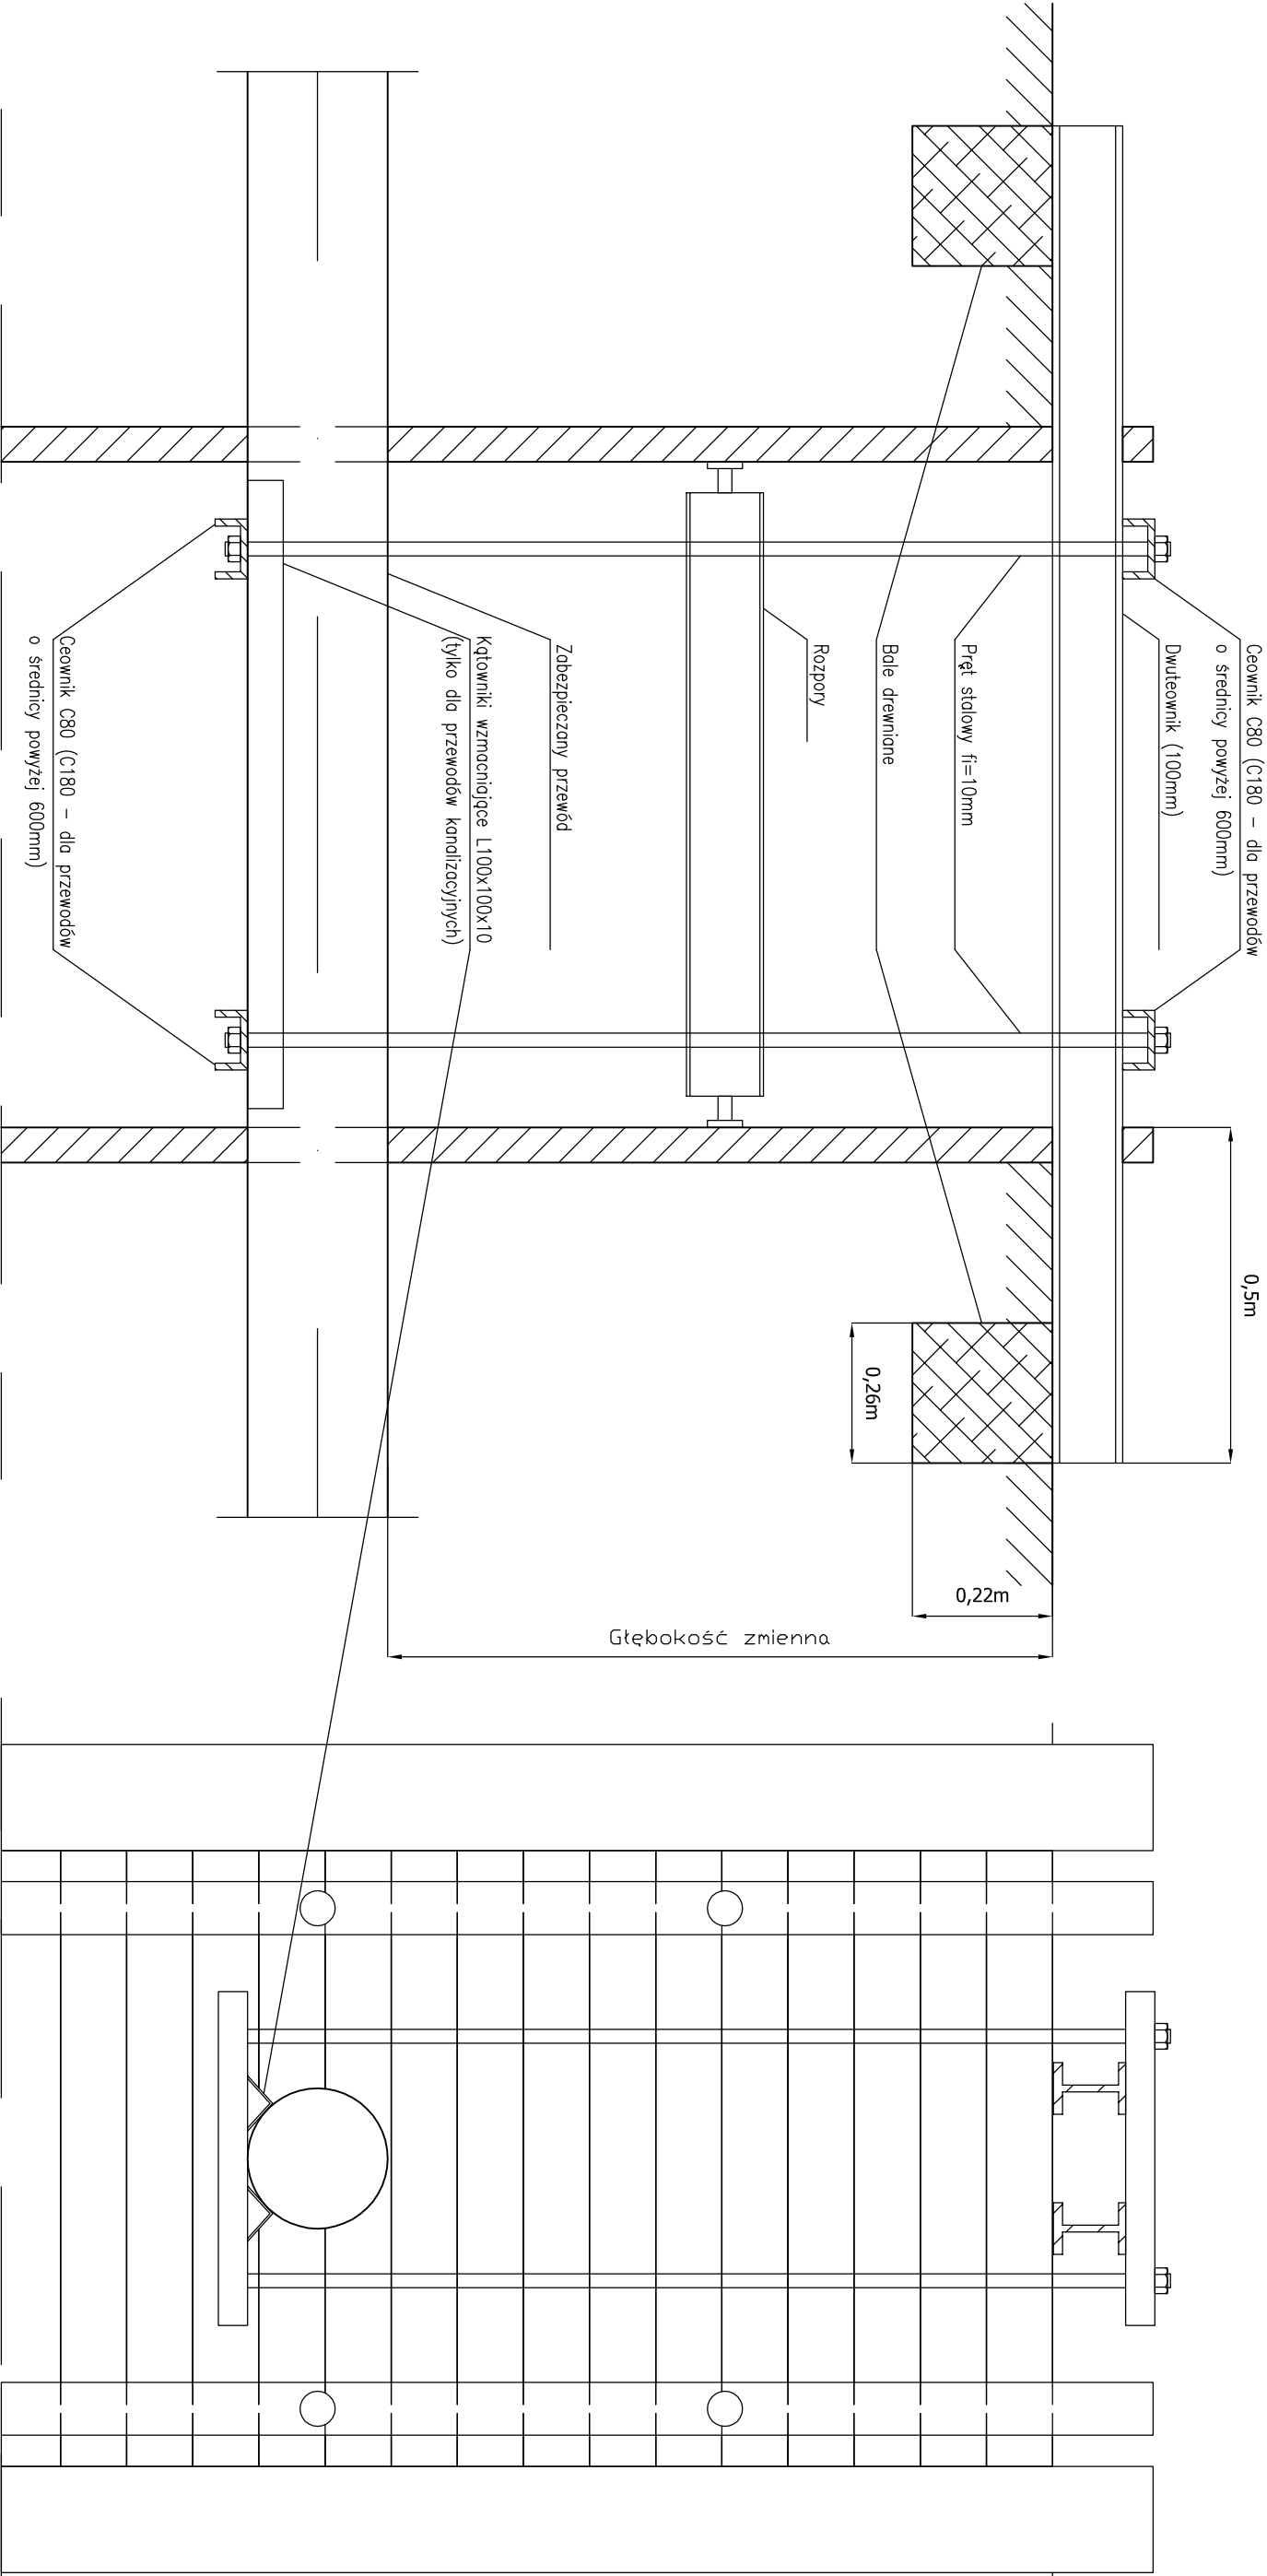 Ceownik C80 (C180 – dla przewodów
o średnicy powyżej 600mm)
Dwuteownik (100mm)
Pręt stalowy fi=10mm
Bale drewniane
Rozpory
Zabezpieczany przewód
Kątowniki wzmacniające L100x100x10
(tylko dla przewodów kanalizacyjnych)
Ceownik C80 (C180 – dla przewodów
o średnicy powyżej 600mm)
0,5m
0,26m
0,22m
Głębokość zmienna